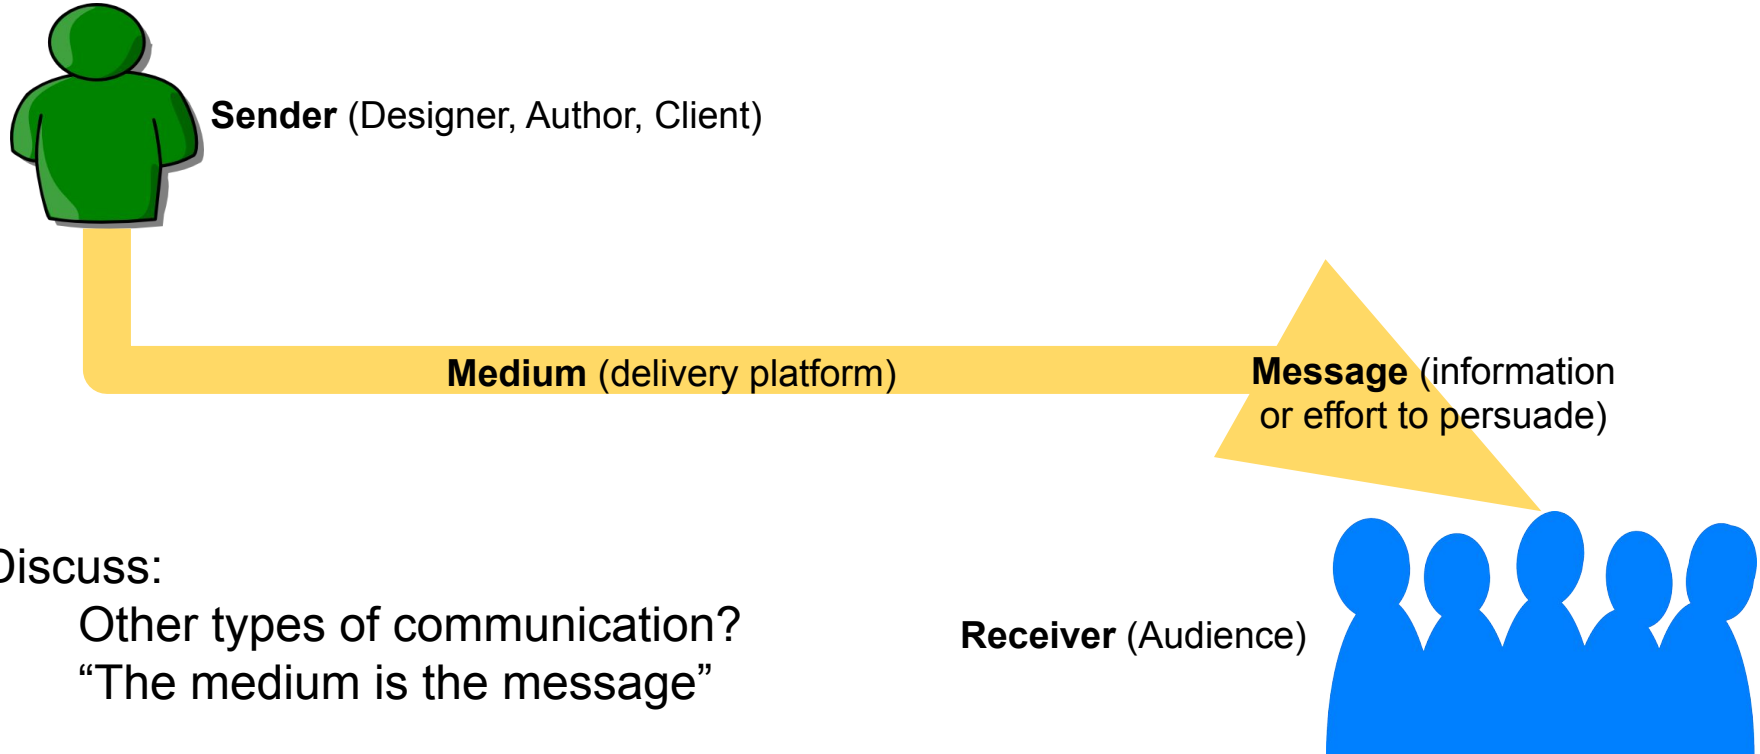 Sender (Designer, Author, Client)
Medium (delivery platform)
Message (information
or effort to persuade)
Discuss:
Other types of communication?
“The medium is the message”
Receiver (Audience)